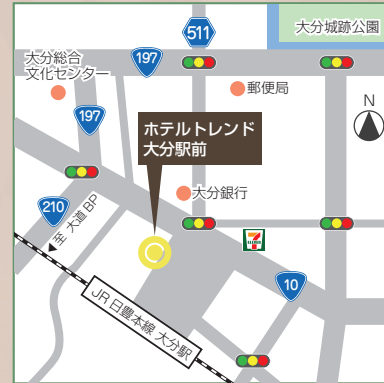 大分城跡公園
511
197
大分総合
文化センター
郵便局
N
197
ホテルトレンド
大分駅前
大分銀行
210
至 大道BP
7
ELEVEN
10
JR 日豊本線 大分駅